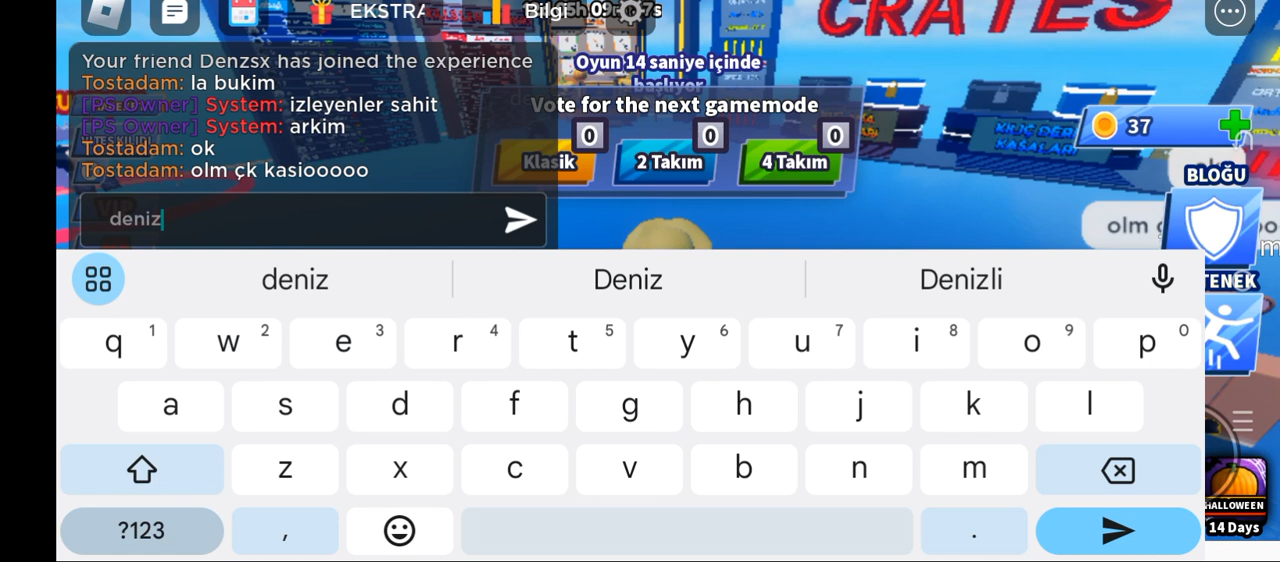 EKSTRA
Bilgi
CRATES
Your friend Denzsx has joined the experience
Tostadam: la bukim
[PS Owner] System: izleyenler sahit
[PS Owner] System: arkim
Tostadam: ok
Tostadam: olm çk kasiooooo
deniz
Oyun 14 saniye içinde
başlıyor
Vote for the next gamemode
0 0 0
Klasik 2 Takım 4 Takım
37
BLOĞU
olm
TENEK
deniz Deniz Denizli
q 1 w 2 e 3 r 4 t 5 y 6 u 7 i 8 o 9 p 0
a s d f g h j k l
z x c v b n m
?123 , .
HALLOWEEN
14 Days